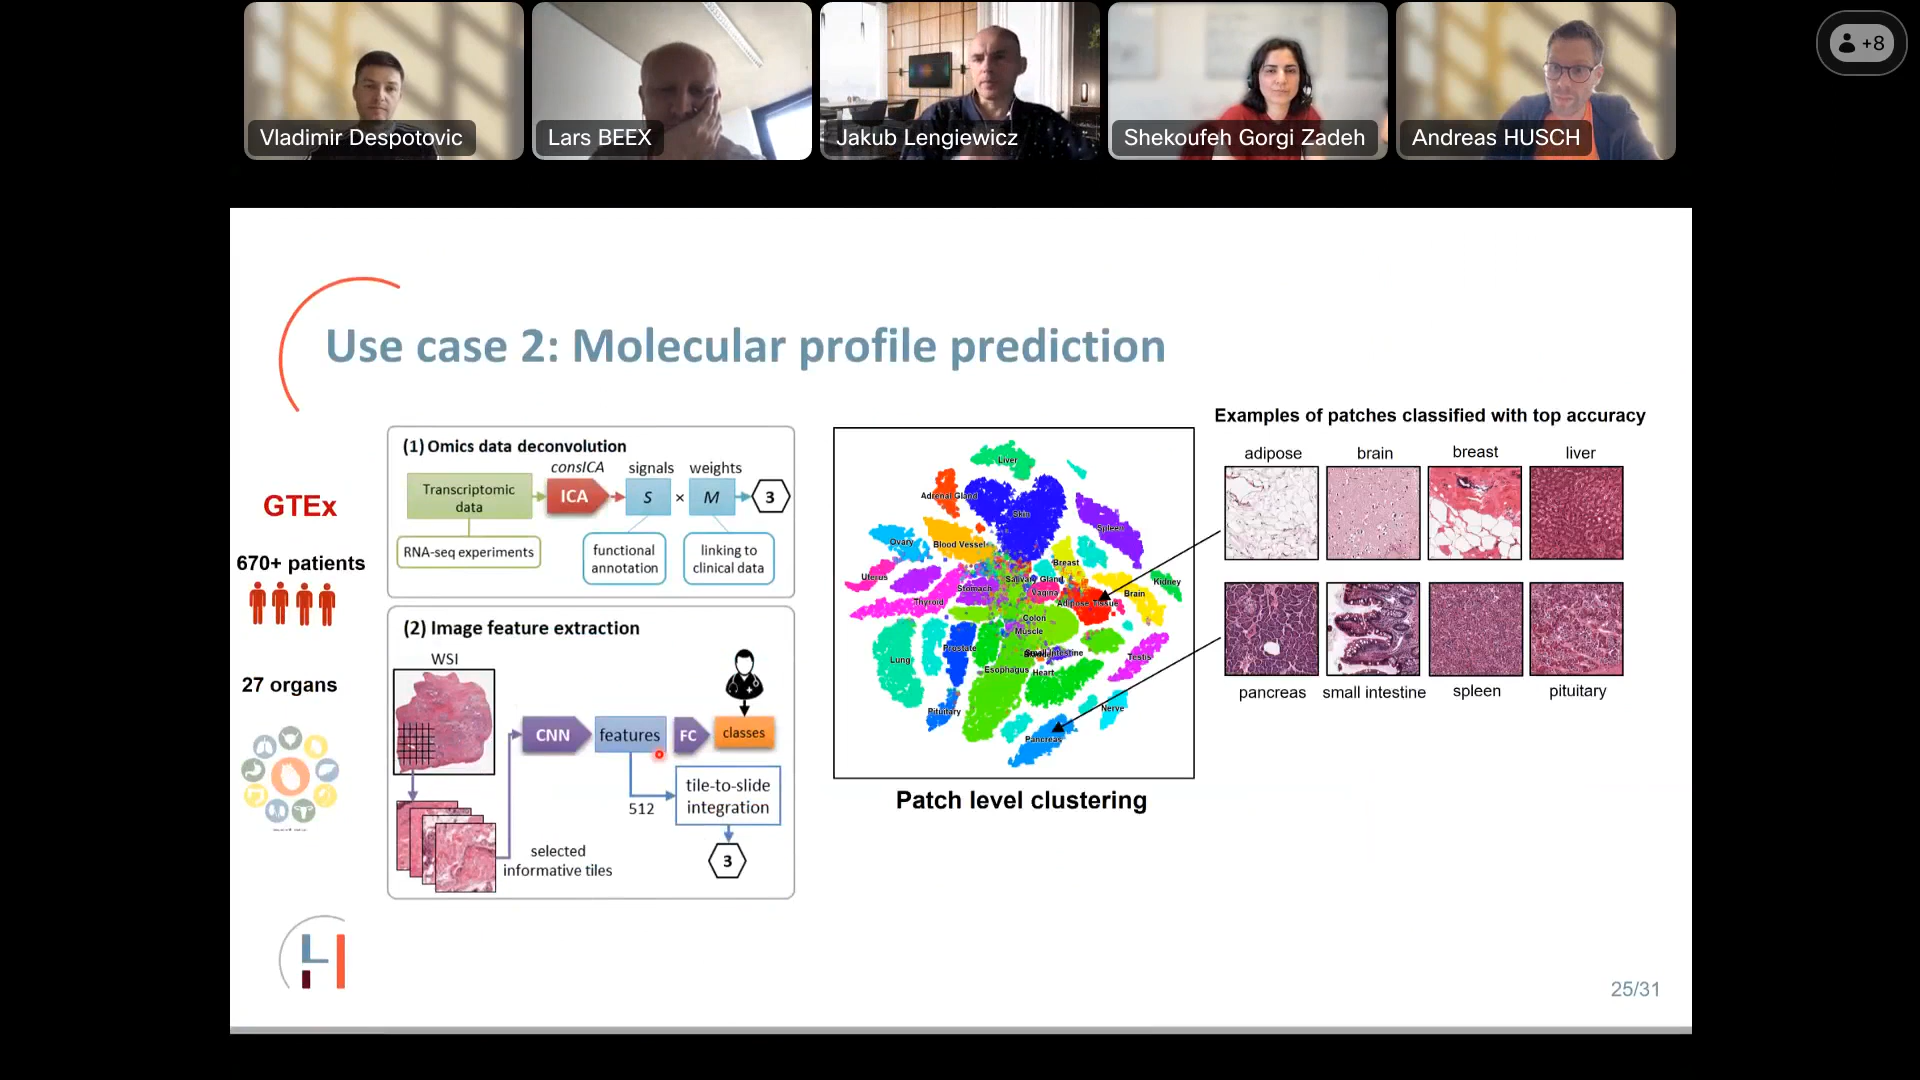 Vladimir Despotovic
Lars BEEX
Jakub Lengiewicz
Shekoufeh Gorgi Zadeh
Andreas HUSCH
+8
Use case 2: Molecular profile prediction
GTEx
670+ patients
27 organs
(1) Omics data deconvolution
consICA
signals
weights
Transcriptomic
data
ICA
S
×
M
3
RNA-seq experiments
functional
annotation
linking to
clinical data
(2) Image feature extraction
WSI
CNN
features
FC
classes
512
tile-to-slide
integration
3
selected
informative tiles
Liver
Adrenal Gland
Skin
Spleen
Ovary
Blood Vessel
Breast
Uterus
Salivary Gland
Kidney
Stomach
Vagina
Brain
Thyroid
Adipose Tissue
Colon
Muscle
Prostate
Small Intestine
Lung
Testis
Esophagus
Heart
Pituitary
Nerve
Pancreas
Patch level clustering
Examples of patches classified with top accuracy
adipose
brain
breast
liver
pancreas
small intestine
spleen
pituitary
25/31